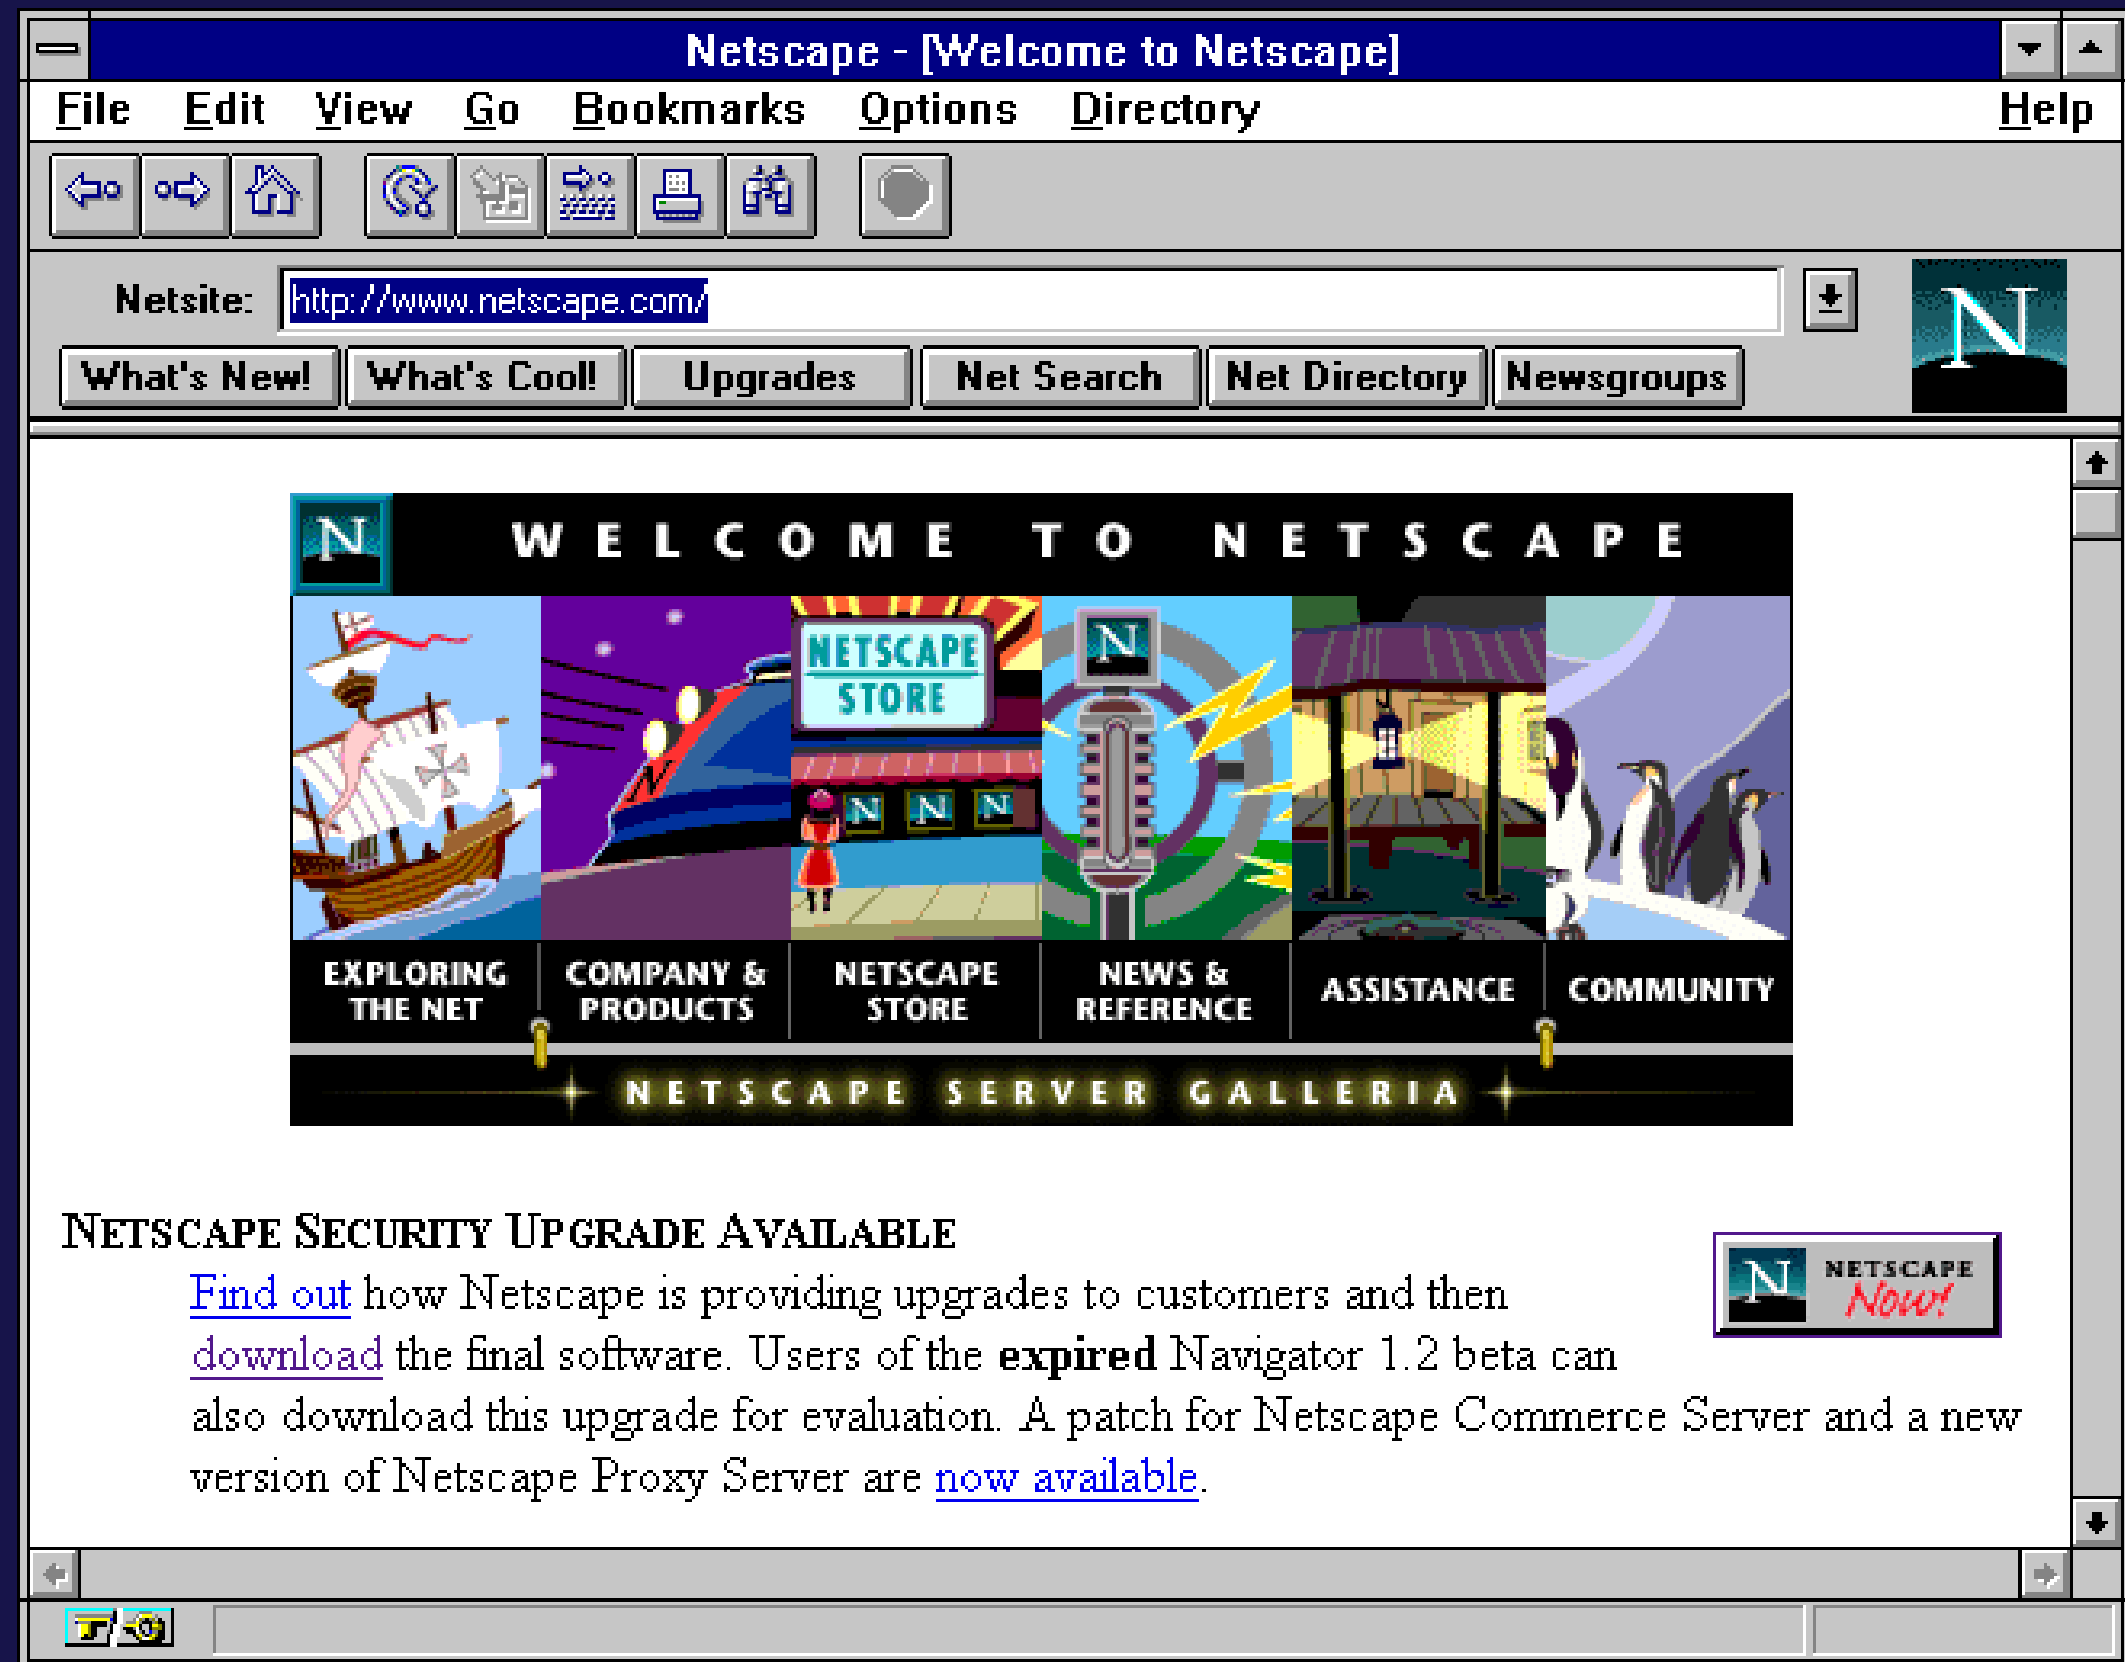 Netscape - [Welcome to Netscape]
File Edit View Go Bookmarks Options Directory Help
Netsite: http://www.netscape.com/
N
What's New! What's Cool! Upgrades Net Search Net Directory Newsgroups
N WELCOME TO NETSCAPE
NETSCAPE
STORE
N
N
N N N
EXPLORING
THE NET
COMPANY &
PRODUCTS
NETSCAPE
STORE
NEWS &
REFERENCE
ASSISTANCE
COMMUNITY
NETSCAPE SERVER GALLERIA
NETSCAPE SECURITY UPGRADE AVAILABLE
N NETSCAPE
Now!
Find out how Netscape is providing upgrades to customers and then
download the final software. Users of the expired Navigator 1.2 beta can
also download this upgrade for evaluation. A patch for Netscape Commerce Server and a new
version of Netscape Proxy Server are now available.